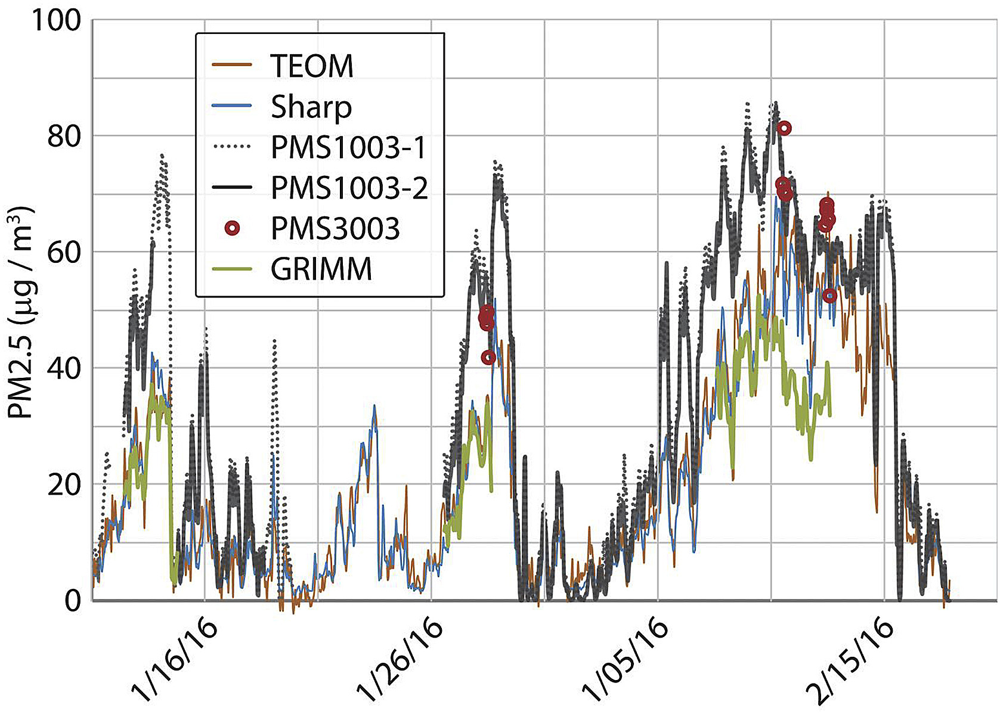 PM2.5 (µg / m³)
100
80
60
40
20
0
TEOM
Sharp
PMS1003-1
PMS1003-2
PMS3003
GRIMM
1/16/16
1/26/16
1/05/16
2/15/16